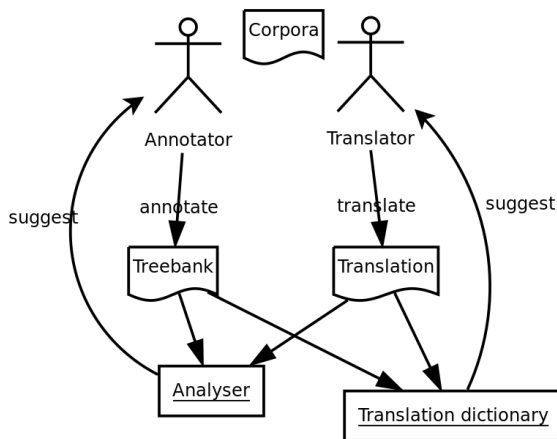 Corpora
Annotator
Translator
annotate
translate
suggest
suggest
Treebank
Translation
Analyser
Translation dictionary